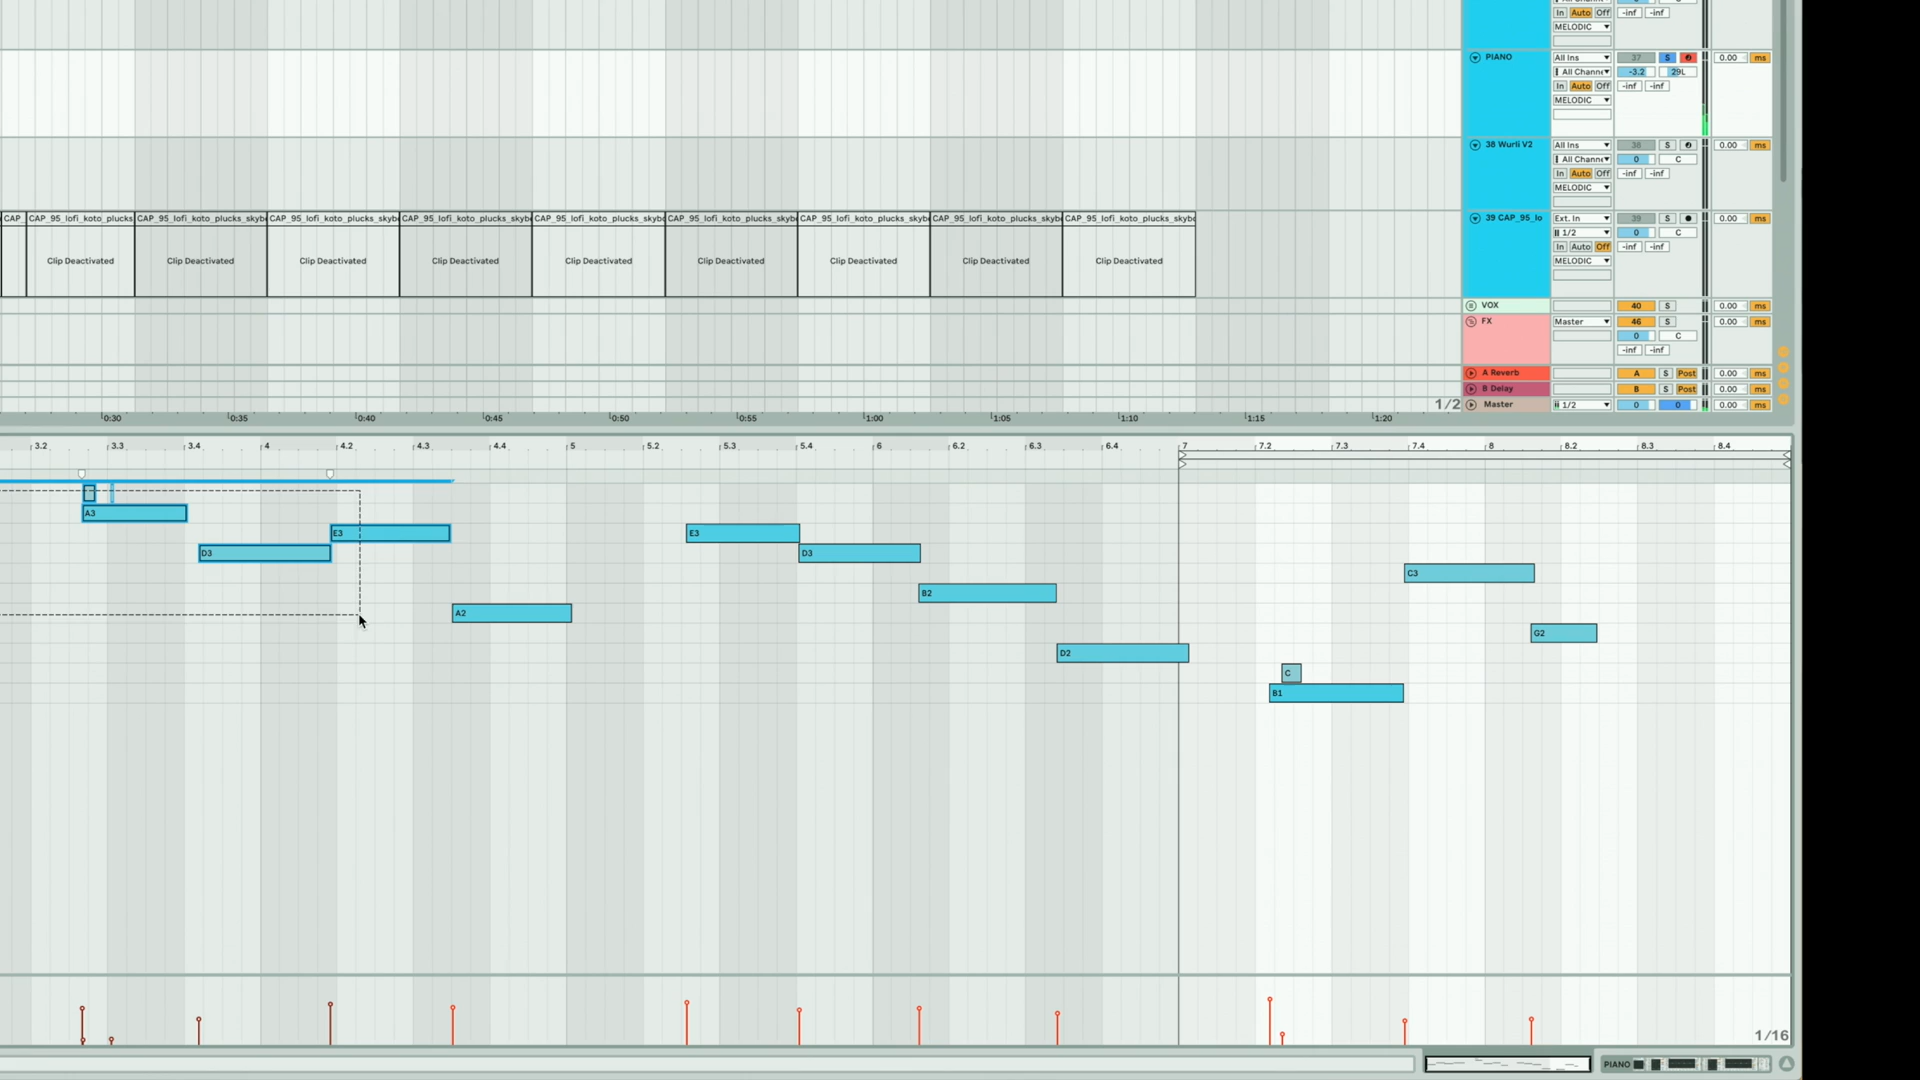 In Auto Off -inf -inf
MELODIC
PIANO All Ins 37 S 0.00 ms
All Channe -3.2 29L
In Auto Off -inf -inf
MELODIC
38 Wurli V2 All Ins 38 S 0.00 ms
All Channe 0 C
In Auto Off -inf -inf
MELODIC
CAP_ CAP_95_lofi_koto_plucks CAP_95_lofi_koto_plucks_skyb CAP_95_lofi_koto_plucks_skyb CAP_95_lofi_koto_plucks_skyb CAP_95_lofi_koto_plucks_skyb CAP_95_lofi_koto_plucks_skyb CAP_95_lofi_koto_plucks_skyb CAP_95_lofi_koto_plucks_skyb CAP_95_lofi_koto_plucks_skyb 39 CAP_95_lo Ext. In 39 S 0.00 ms
1/2 0 C
In Auto Off -inf -inf
Clip Deactivated Clip Deactivated Clip Deactivated Clip Deactivated Clip Deactivated Clip Deactivated Clip Deactivated Clip Deactivated Clip Deactivated MELODIC
VOX 40 S 0.00 ms
FX Master 46 S 0.00 ms
0 C
-inf -inf
A Reverb A S Post 0.00 ms
B Delay B S Post 0.00 ms
1/2 Master 1/2 0 0 0.00 ms
0:30 0:35 0:40 0:45 0:50 0:55 1:00 1:05 1:10 1:15 1:20
3.2 3.3 3.4 4 4.2 4.3 4.4 5 5.2 5.3 5.4 6 6.2 6.3 6.4 7 7.2 7.3 7.4 8 8.2 8.3 8.4
A3
E3 E3
D3 D3
C3
B2
A2
G2
D2
C
B1
1/16
PIANO